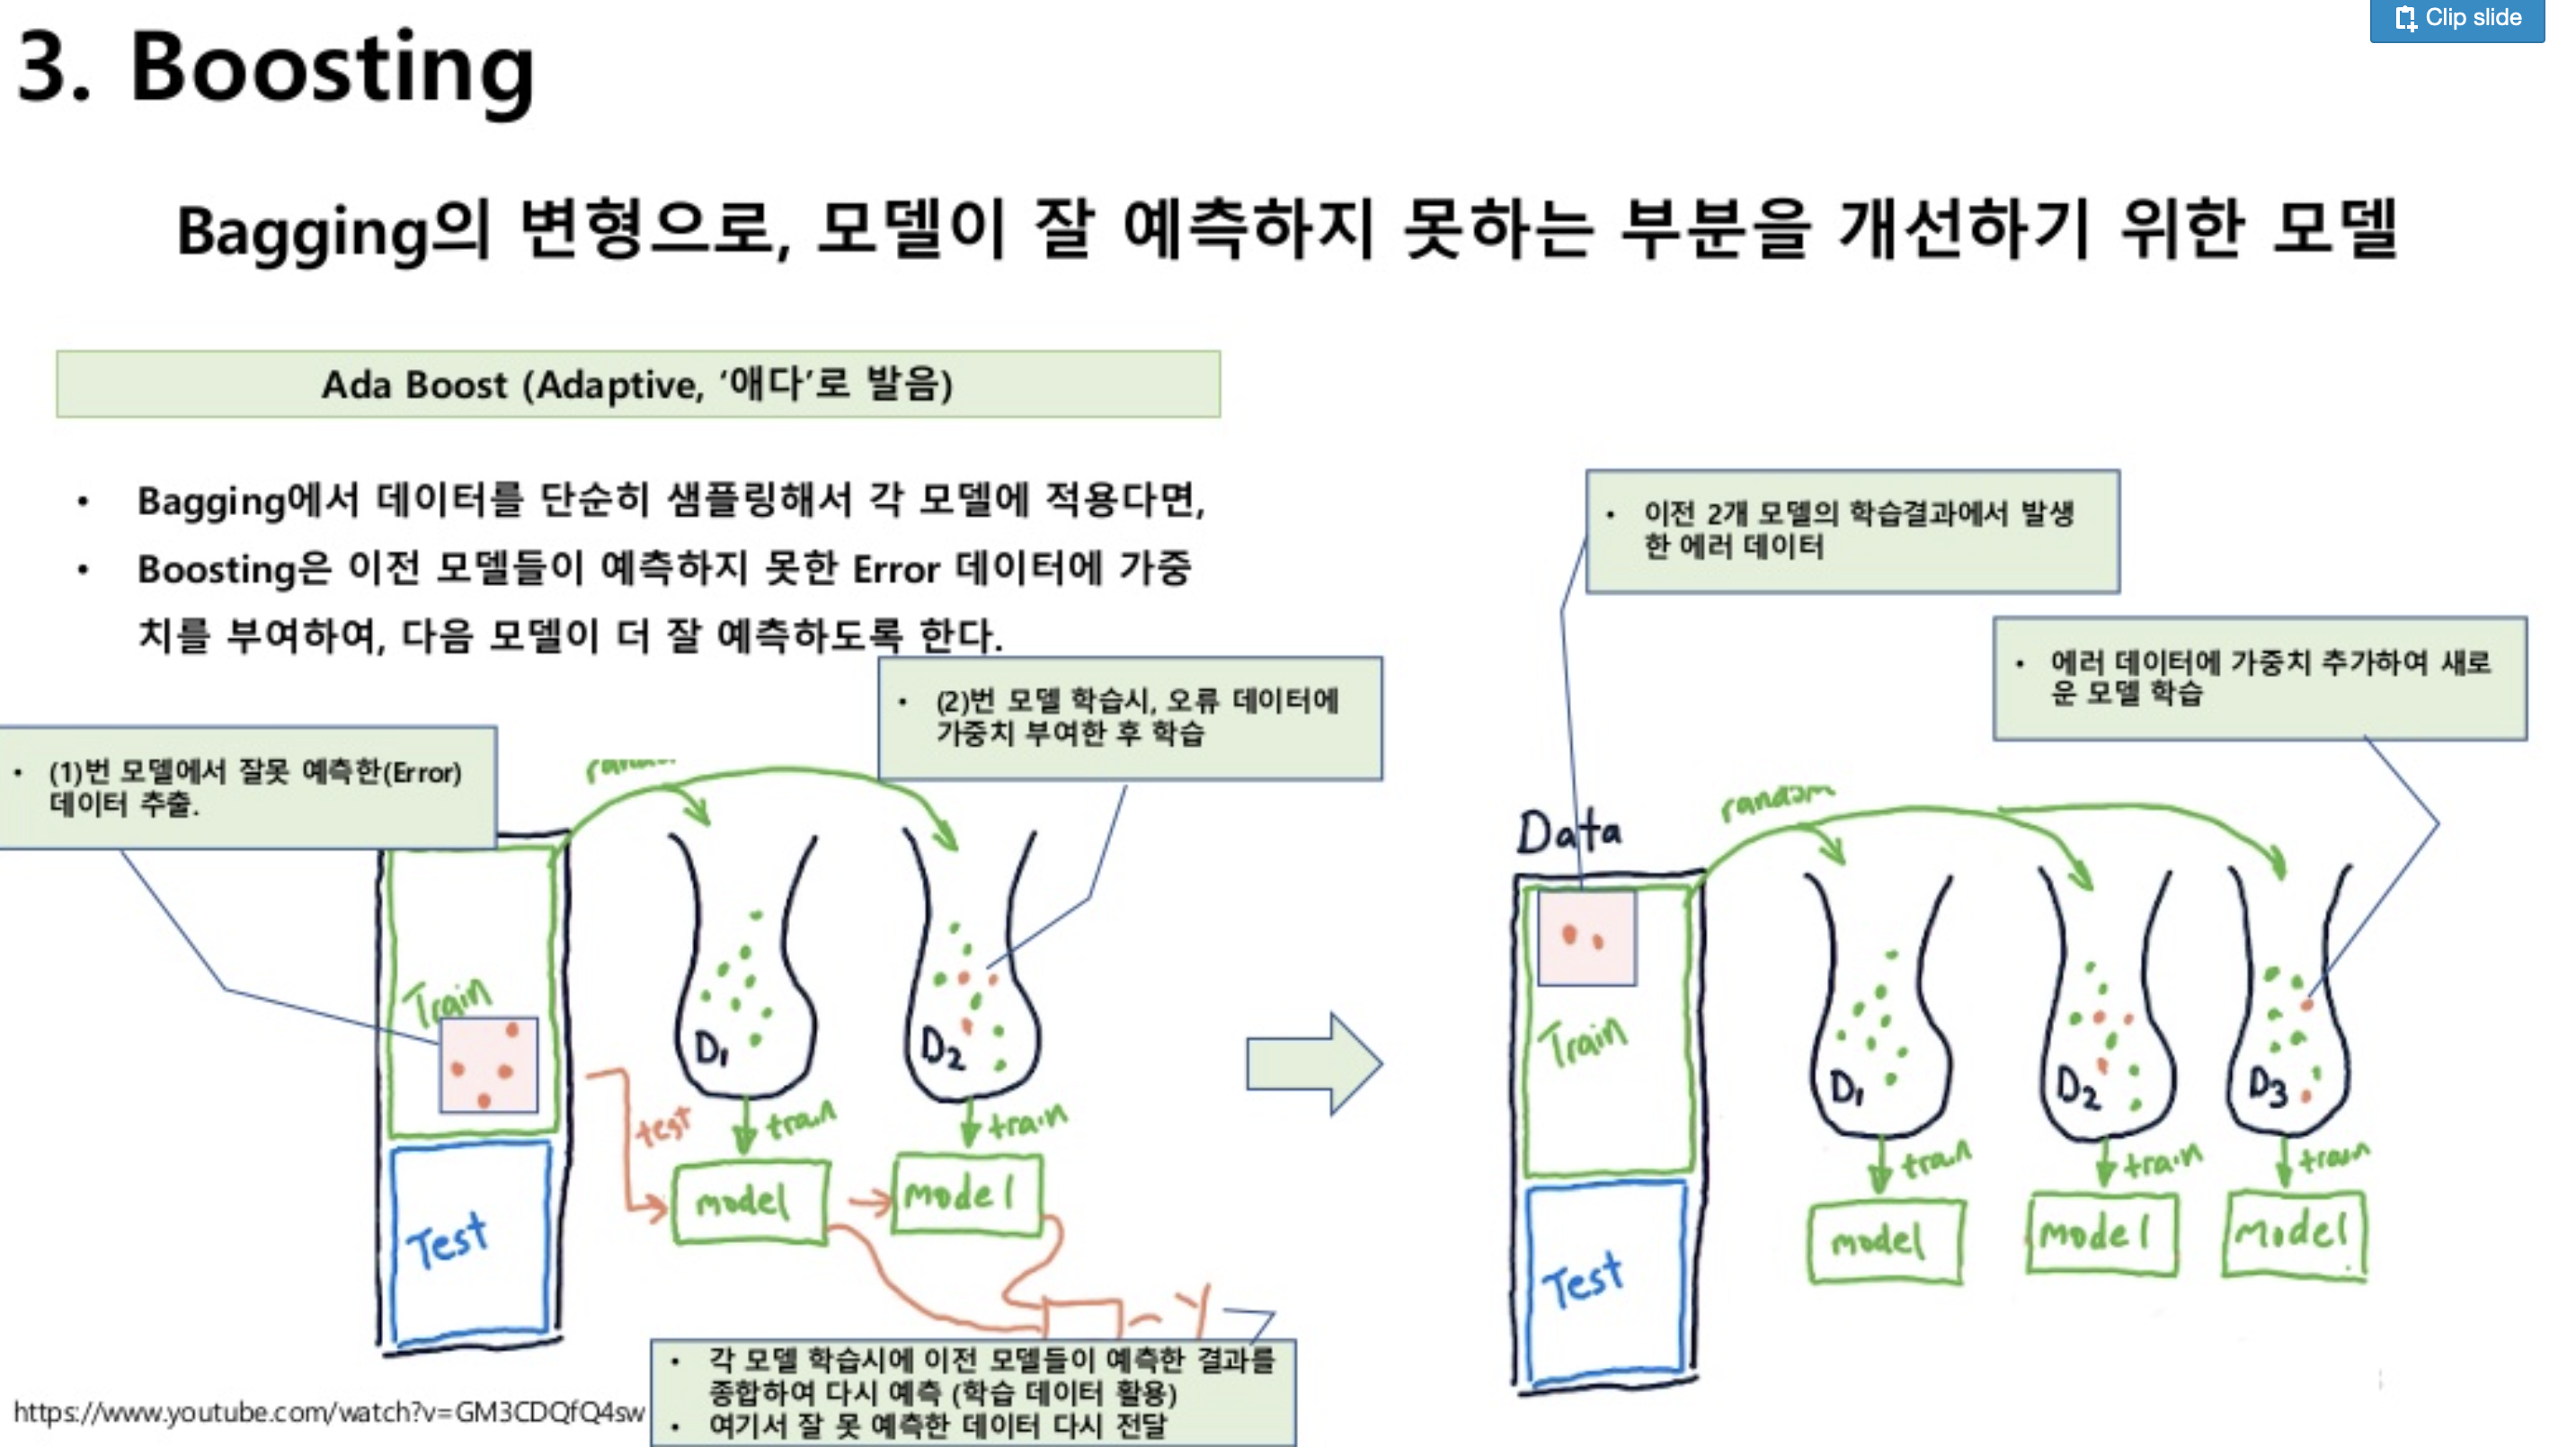 Clip slide
3. Boosting
Bagging의 변형으로, 모델이 잘 예측하지 못하는 부분을 개선하기 위한 모델
Ada Boost (Adaptive, ‘애다’로 발음)
• Bagging에서 데이터를 단순히 샘플링해서 각 모델에 적용다면,
• Boosting은 이전 모델들이 예측하지 못한 Error 데이터에 가중
치를 부여하여, 다음 모델이 더 잘 예측하도록 한다.
• (1)번 모델에서 잘못 예측한(Error)
데이터 추출.
• (2)번 모델 학습시, 오류 데이터에
가중치 부여한 후 학습
Train
Test
test
D1
D2
train
train
model
model
Y
• 각 모델 학습시에 이전 모델들이 예측한 결과를
종합하여 다시 예측 (학습 데이터 활용)
• 여기서 잘 못 예측한 데이터 다시 전달
• 이전 2개 모델의 학습결과에서 발생
한 에러 데이터
• 에러 데이터에 가중치 추가하여 새로
운 모델 학습
Data
random
Train
Test
D1
D2
D3
train
train
train
model
model
model
https://www.youtube.com/watch?v=GM3CDQfQ4sw